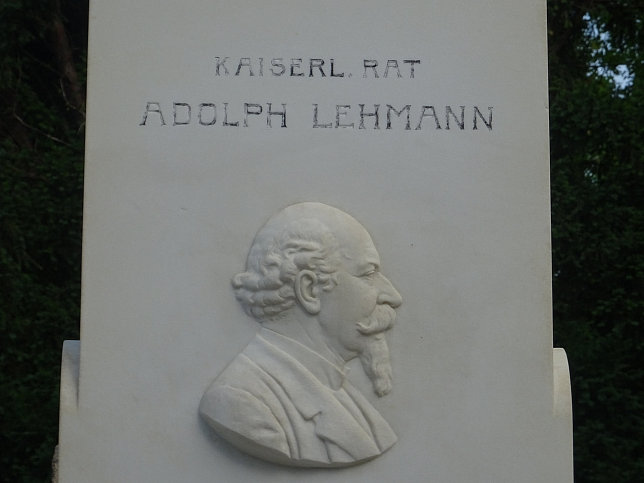 KAISERL. RAT
ADOLPH LEHMANN